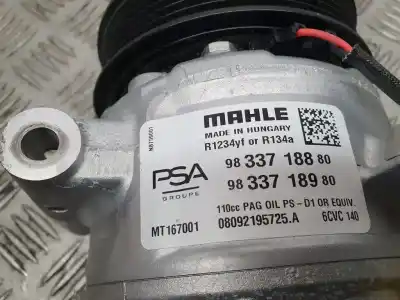 MAHLE
MADE IN HUNGARY
R1234yf or R134a
98 337 188 80
98 337 189 80
PSA
GROUPE
110cc PAG OIL PS-D1 OR EQUIV.
MT167001
08092195725.A
6CVC 140